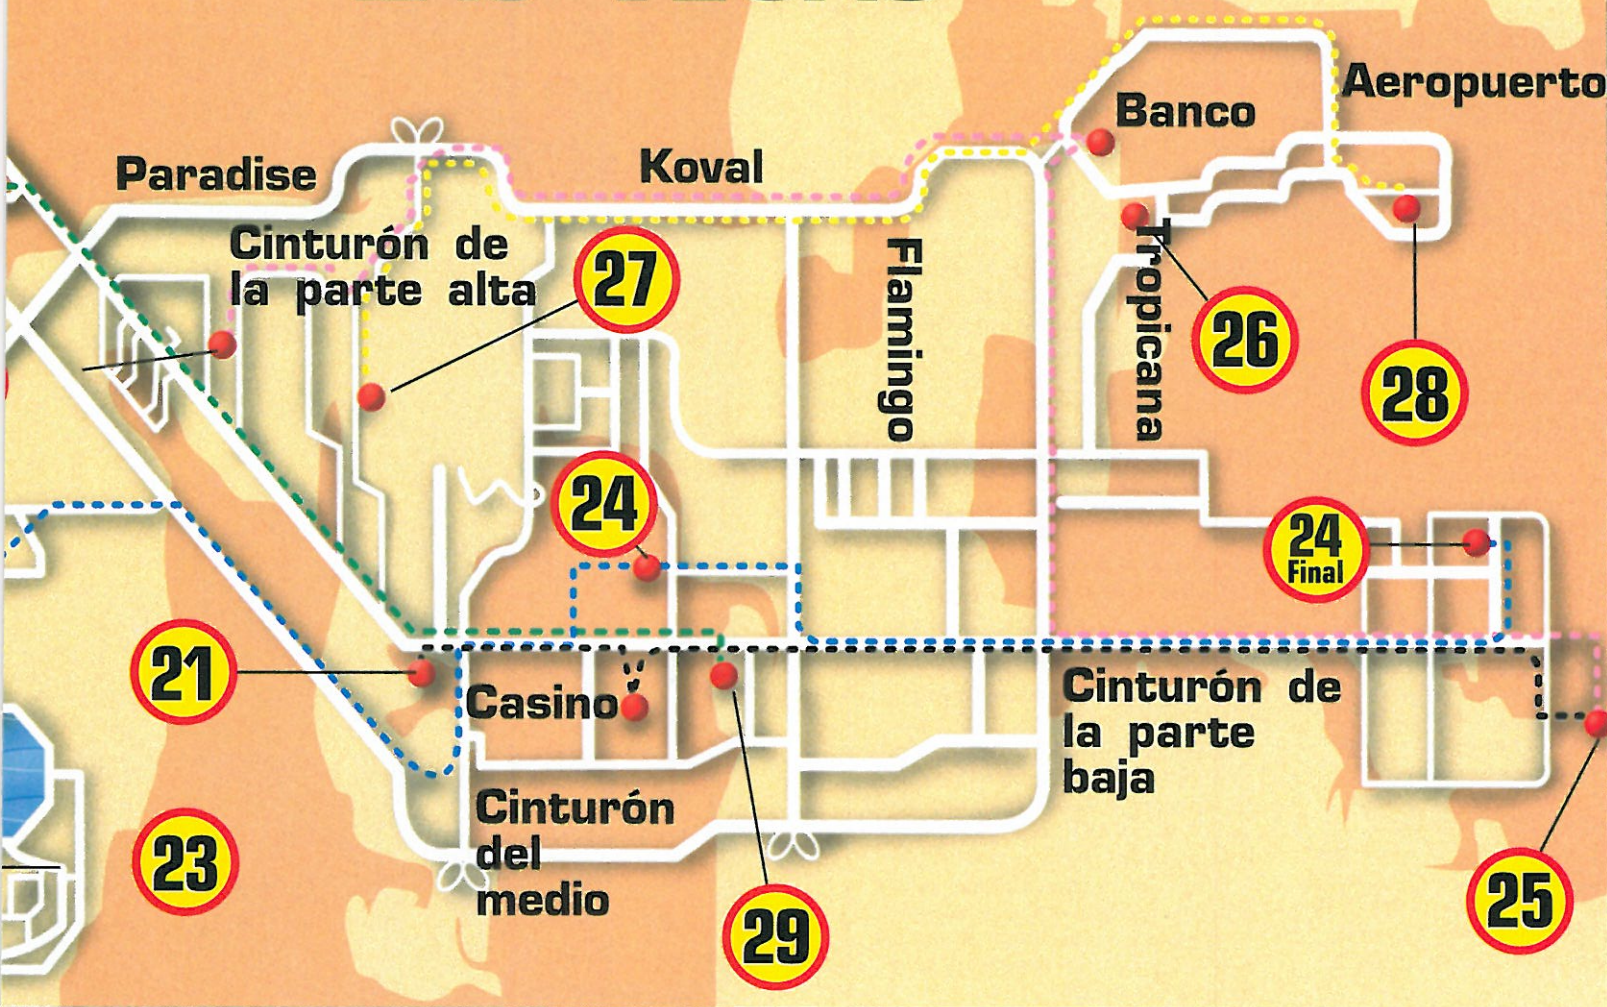 Aeropuerto
Banco
Paradise
Koval
Cinturón de
la parte alta
27
Flamingo
Tropicana
26
28
24
24
Final
21
Casino
Cinturón de
la parte
baja
Cinturón
del
medio
23
29
25